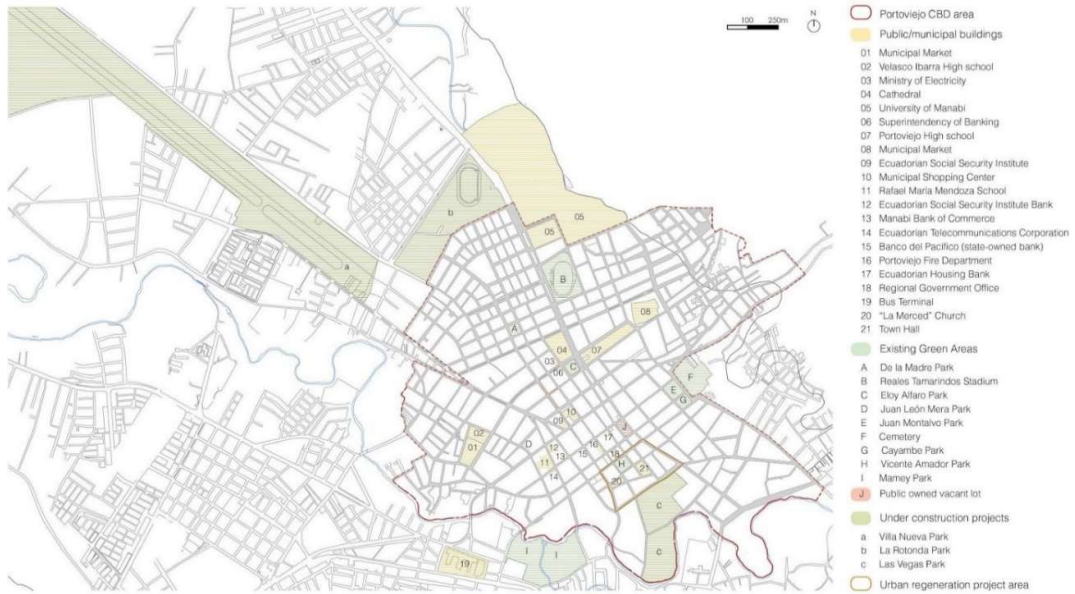 100 250m
N
Portoviejo CBD area
Public/municipal buildings
01 Municipal Market
02 Velasco Ibarra High school
03 Ministry of Electricity
04 Cathedral
05 University of Manabi
06 Superintendency of Banking
07 Portoviejo High school
08 Municipal Market
09 Ecuadorian Social Security Institute
10 Municipal Shopping Center
11 Rafael María Mendoza School
12 Ecuadorian Social Security Institute Bank
13 Manabi Bank of Commerce
14 Ecuadorian Telecommunications Corporation
15 Banco del Pacífico (state-owned bank)
16 Portoviejo Fire Department
17 Ecuadorian Housing Bank
18 Regional Government Office
19 Bus Terminal
20 "La Merced" Church
21 Town Hall
Existing Green Areas
A De la Madre Park
B Reales Tamarindos Stadium
C Eloy Alfaro Park
D Juan León Mera Park
E Juan Montalvo Park
F Cemetery
G Cayambe Park
H Vicente Amador Park
I Mamey Park
J Public owned vacant lot
Under construction projects
a Villa Nueva Park
b La Rotonda Park
c Las Vegas Park
Urban regeneration project area
b
05
05
a
B
08
A
04
07
03
C
06
F
E
G
10
09
J
02
D
17
01
12
16
13
15
18
11
H
21
14
20
c
I
I
c
19